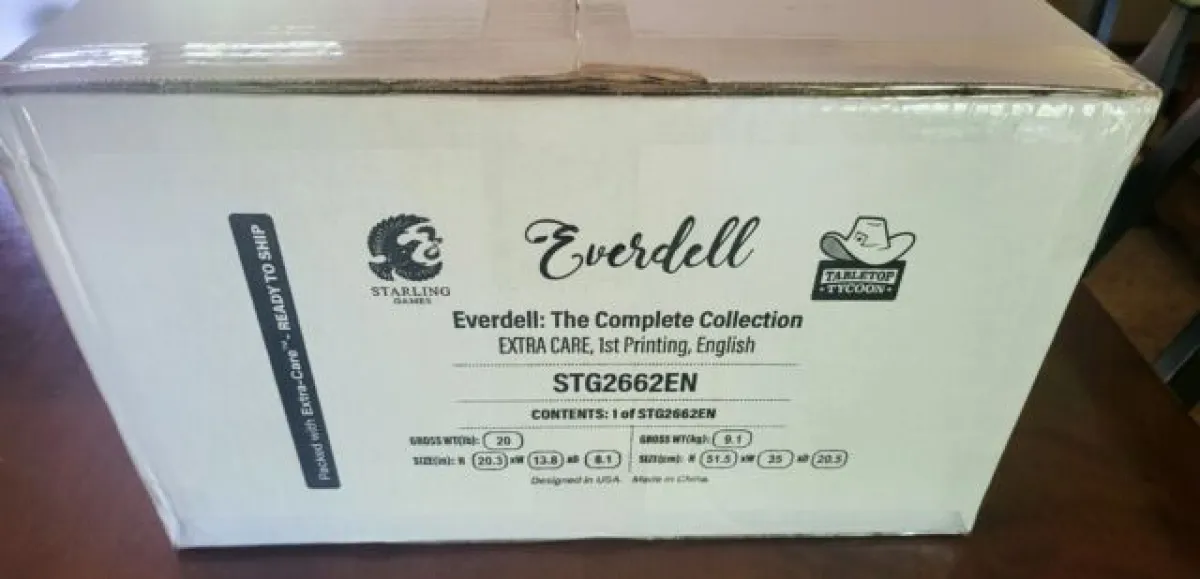 Packed with Extra-Care™ - READY TO SHIP
STARLING
GAMES
Everdell
TABLETOP
TYCOON
Everdell: The Complete Collection
EXTRA CARE, 1st Printing, English
STG2662EN
CONTENTS: 1 of STG2662EN
GROSS WT(lb): 20 GROSS WT(kg): 9.1
SIZE(in): H 20.3 xW 13.8 xD 8.1 SIZE(cm): H 51.5 xW 35 xD 20.5
Designed in USA. Made in China.